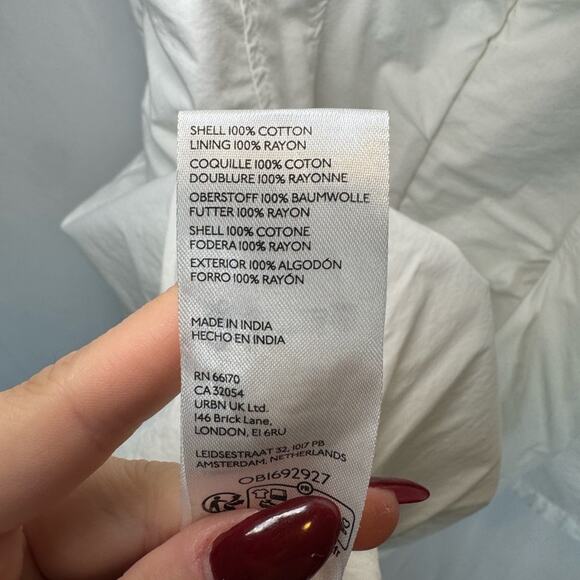 SHELL 100% COTTON
LINING 100% RAYON
COQUILLE 100% COTON
DOUBLURE 100% RAYONNE
OBERSTOFF 100% BAUMWOLLE
FUTTER 100% RAYON
SHELL 100% COTONE
FODERA 100% RAYON
EXTERIOR 100% ALGODÓN
FORRO 100% RAYÓN
MADE IN INDIA
HECHO EN INDIA
RN 66170
CA 32054
URBN UK Ltd.
146 Brick Lane,
LONDON, E1 6RU
LEIDSESTRAAT 32, 1017 PB
AMSTERDAM, NETHERLANDS
OB1692927